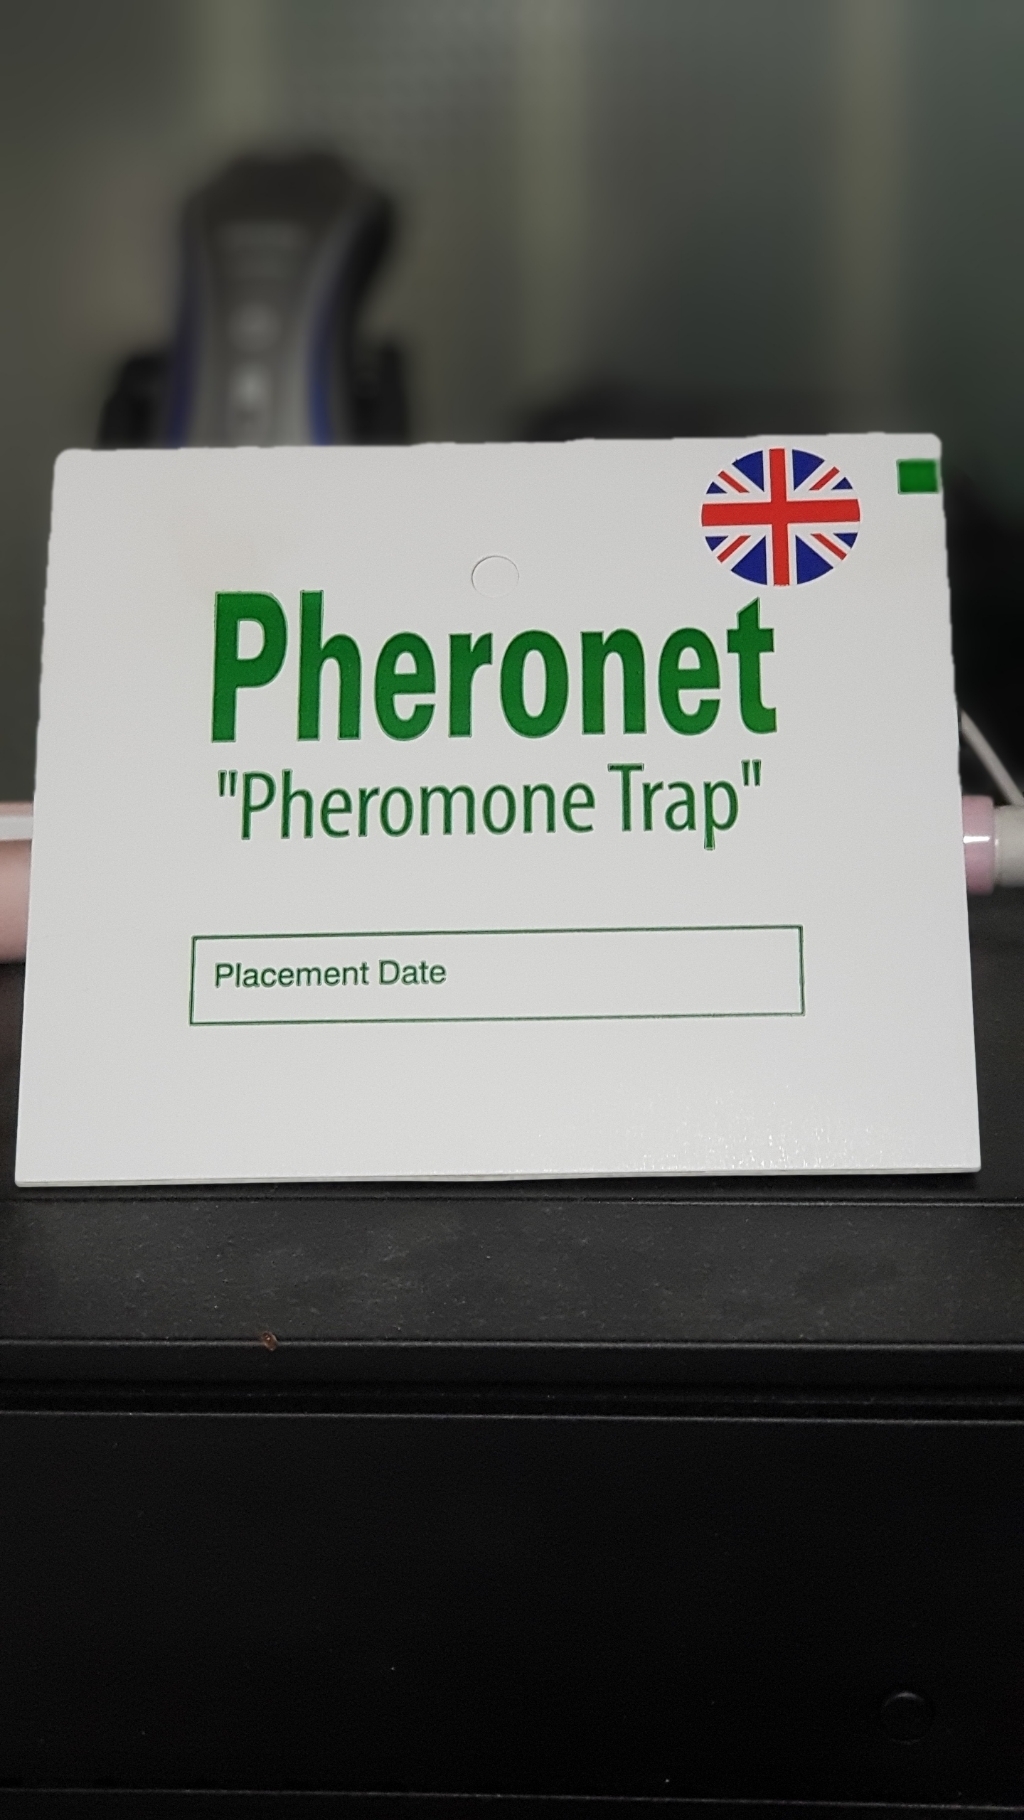 Pheronet
"Pheromone Trap"
Placement Date